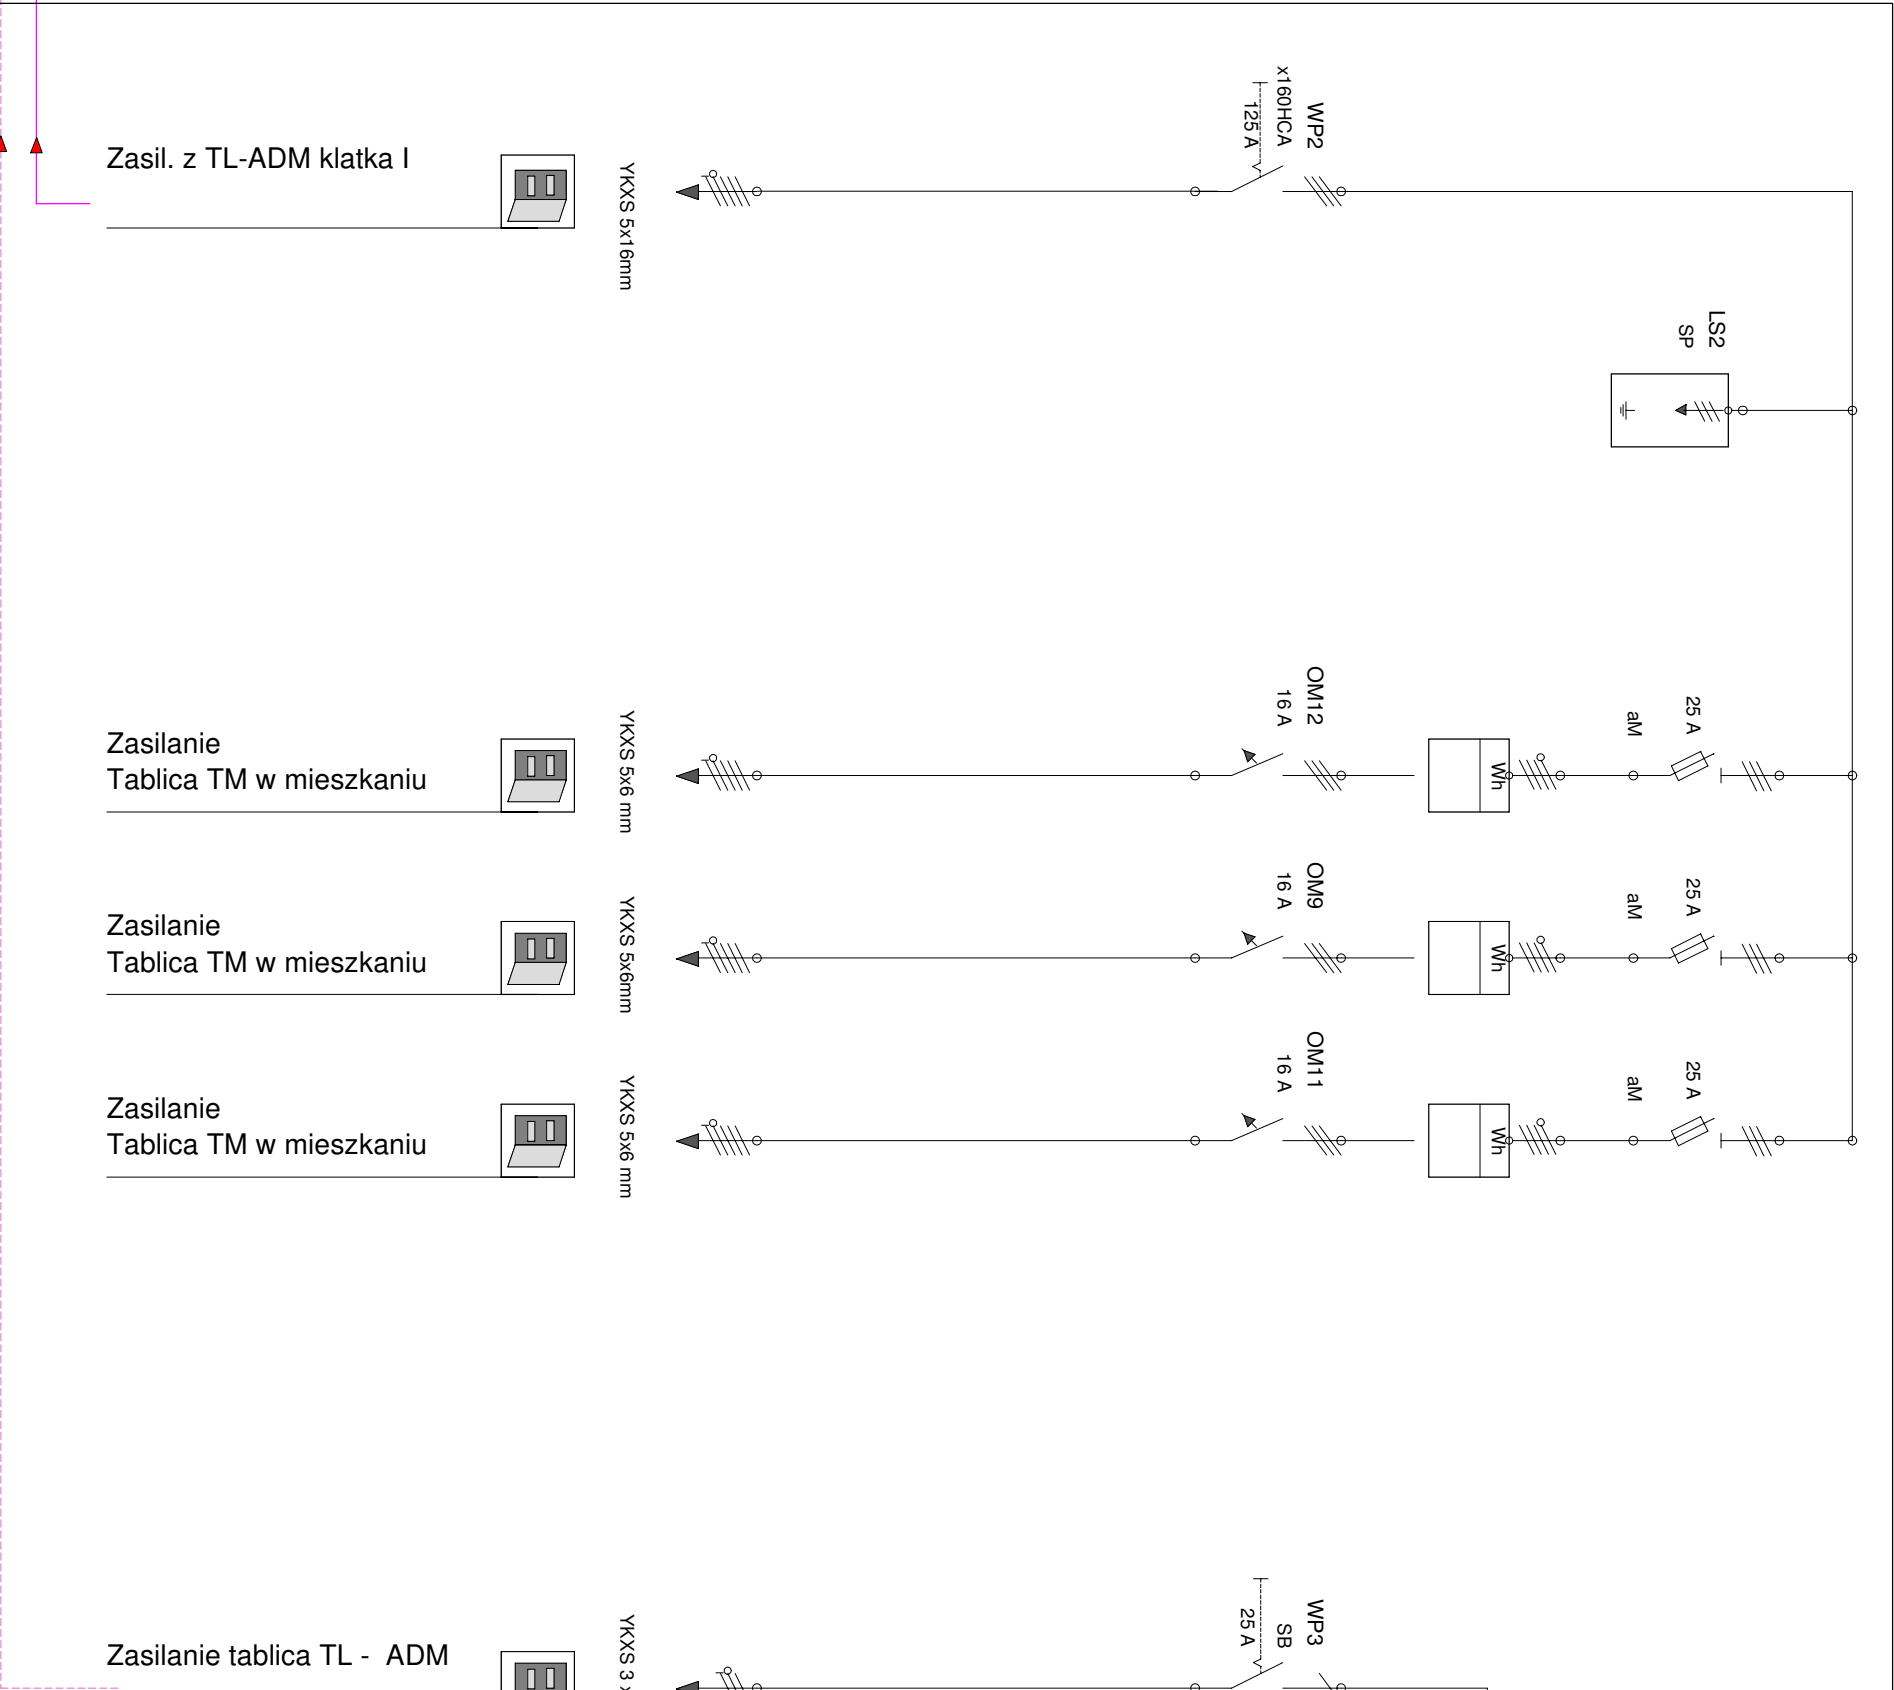 Zasil. z TL-ADM klatka I
YKXS 5x16mm
125 A
x160HCA
WP2
SP
LS2
Zasilanie
Tablica TM w mieszkaniu
YKXS 5x6 mm
16 A
OM12
Wh
aM
25 A
Zasilanie
Tablica TM w mieszkaniu
YKXS 5x6mm
16 A
OM9
Wh
aM
25 A
Zasilanie
Tablica TM w mieszkaniu
YKXS 5x6 mm
16 A
OM11
Wh
aM
25 A
Zasilanie tablica TL - ADM
YKXS 3
25 A
SB
WP3